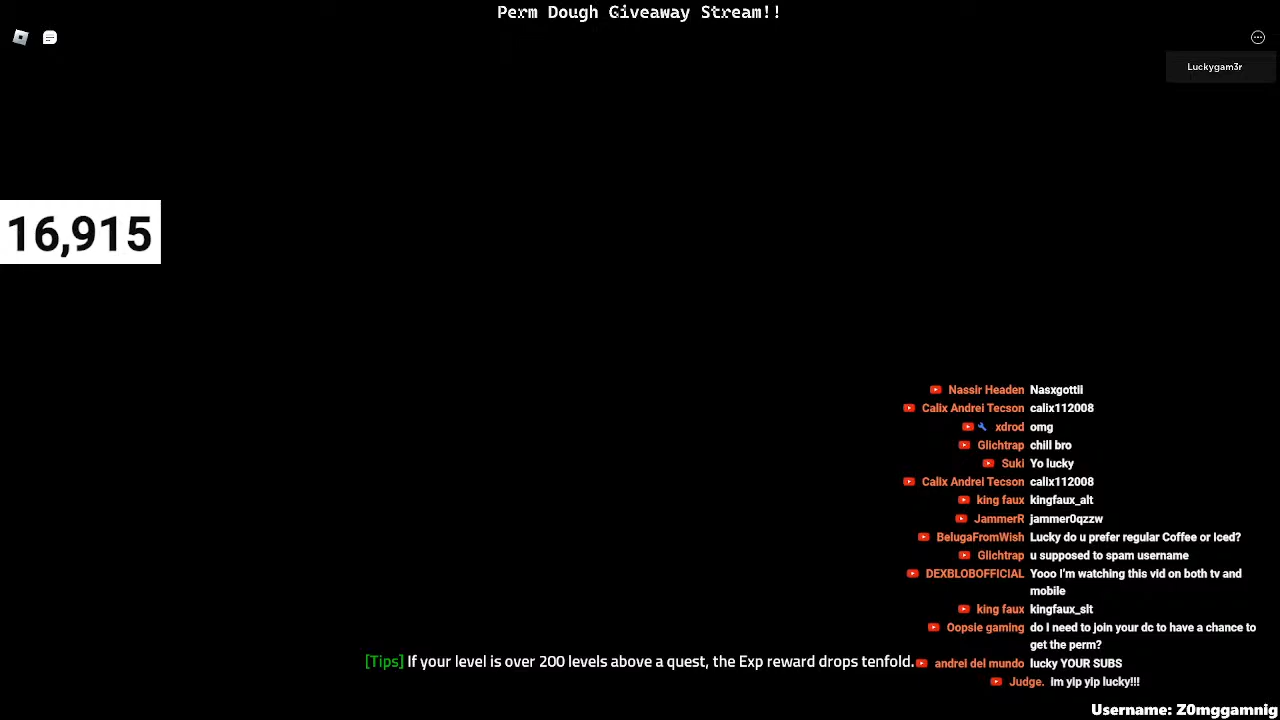 Perm Dough Giveaway Stream!!
Luckygam3r
16,915
Nassir Headen Nasxgottli
Calix Andrei Tecson calix112008
xdrod omg
Glichtrap chill bro
Suki Yo lucky
Calix Andrei Tecson calix112008
king faux kingfaux_alt
JammerR jammer0qzzw
BelugaFromWish Lucky do u prefer regular Coffee or Iced?
Glichtrap u supposed to spam username
DEXBLOBOFFICIAL Yooo I'm watching this vid on both tv and
mobile
king faux kingfaux_slt
Oopsie gaming do I need to join your dc to have a chance to
get the perm?
[Tips] If your level is over 200 levels above a quest, the Exp reward drops tenfold.
andrei del mundo lucky YOUR SUBS
Judge. im yip yip lucky!!!
Username: Z0mggamnig